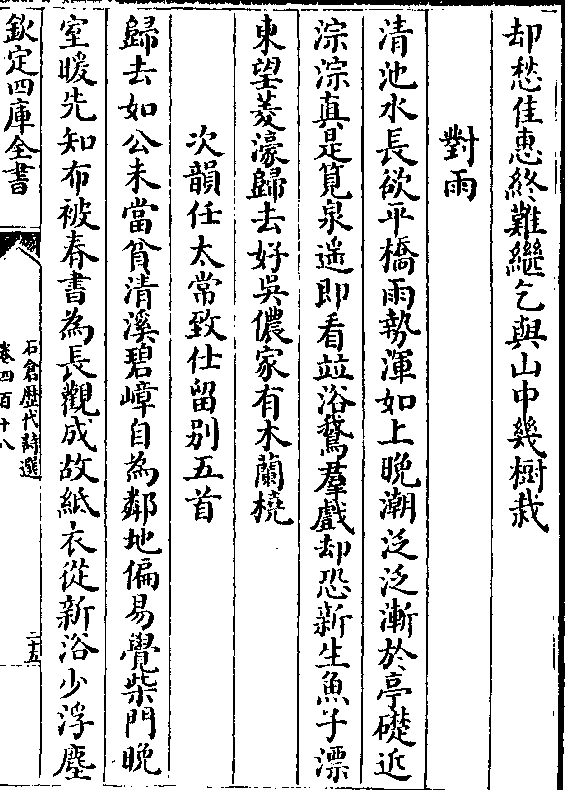 却愁佳惠終難繼乞與山中幾樹栽
對雨
清池水長欲平橋雨勢渾如上晚潮泛泛漸於亭礎近
淙淙真是筧泉遙即看並浴鵞羣戲却恐新生魚子漂
東望菱濠歸去好吳儂家有木蘭橈
次韻任太常致仕留别五首
歸去如公未當貧清溪碧嶂自為鄰地偏易覺柴門晚
室暖先知布被春書為長觀成故紙衣從新浴少浮塵
欽定四庫全書
石倉歷代詩選
卷四百十八
二十五